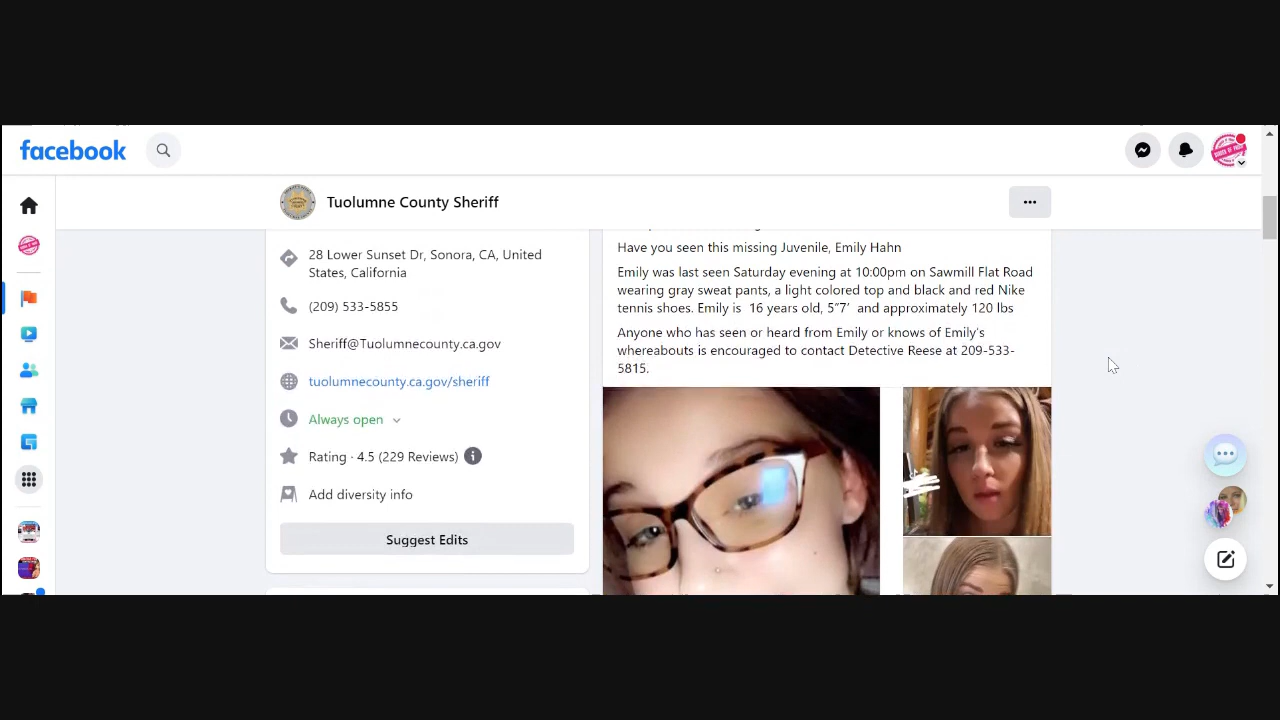 facebook
Tuolumne County Sheriff
28 Lower Sunset Dr, Sonora, CA, United
States, California
(209) 533-5855
Sheriff@Tuolumnecounty.ca.gov
tuolumnecounty.ca.gov/sheriff
Always open
Rating · 4.5 (229 Reviews)
Add diversity info
Suggest Edits
Have you seen this missing Juvenile, Emily Hahn
Emily was last seen Saturday evening at 10:00pm on Sawmill Flat Road
wearing gray sweat pants, a light colored top and black and red Nike
tennis shoes. Emily is 16 years old, 5"7' and approximately 120 lbs
Anyone who has seen or heard from Emily or knows of Emily's
whereabouts is encouraged to contact Detective Reese at 209-533-
5815.